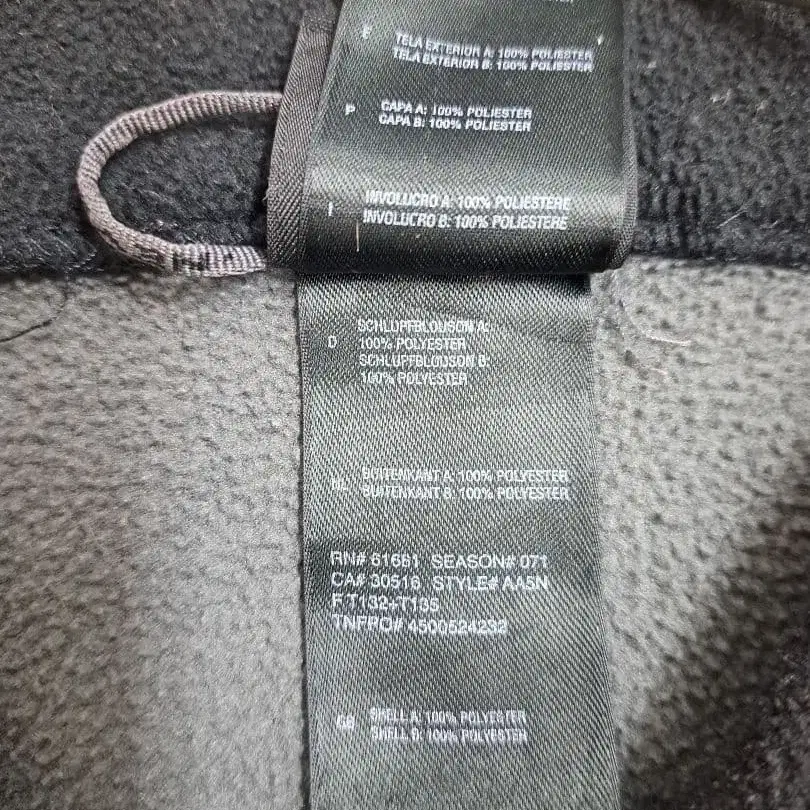 E TELA EXTERIOR A: 100% POLIESTER
TELA EXTERIOR B: 100% POLIESTER
P CAPA A: 100% POLIESTER
CAPA B: 100% POLIESTER
I INVOLUCRO A: 100% POLIESTERE
INVOLUCRO B: 100% POLIESTERE
D SCHLUPFBLOUSON A:
100% POLYESTER
SCHLUPFBLOUSON B:
100% POLYESTER
NL BUITENKANT A: 100% POLYESTER
BUITENKANT B: 100% POLYESTER
RN# 61661 SEASON# 071
CA# 30516 STYLE# AA5N
F.T132+T135
TNFPO# 4500524232
GB SHELL A: 100% POLYESTER
SHELL B: 100% POLYESTER